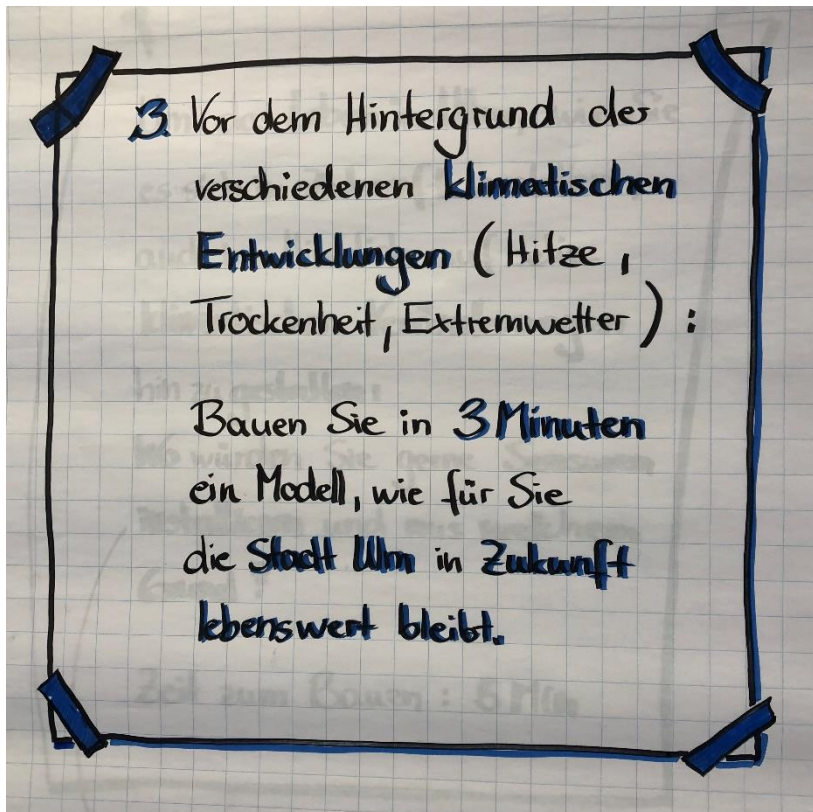 3. Vor dem Hintergrund der
verschiedenen klimatischen
Entwicklungen (Hitze,
Trockenheit, Extremwetter):
Bauen Sie in 3 Minuten
ein Modell, wie für Sie
die Stadt Ulm in Zukunft
lebenswert bleibt.